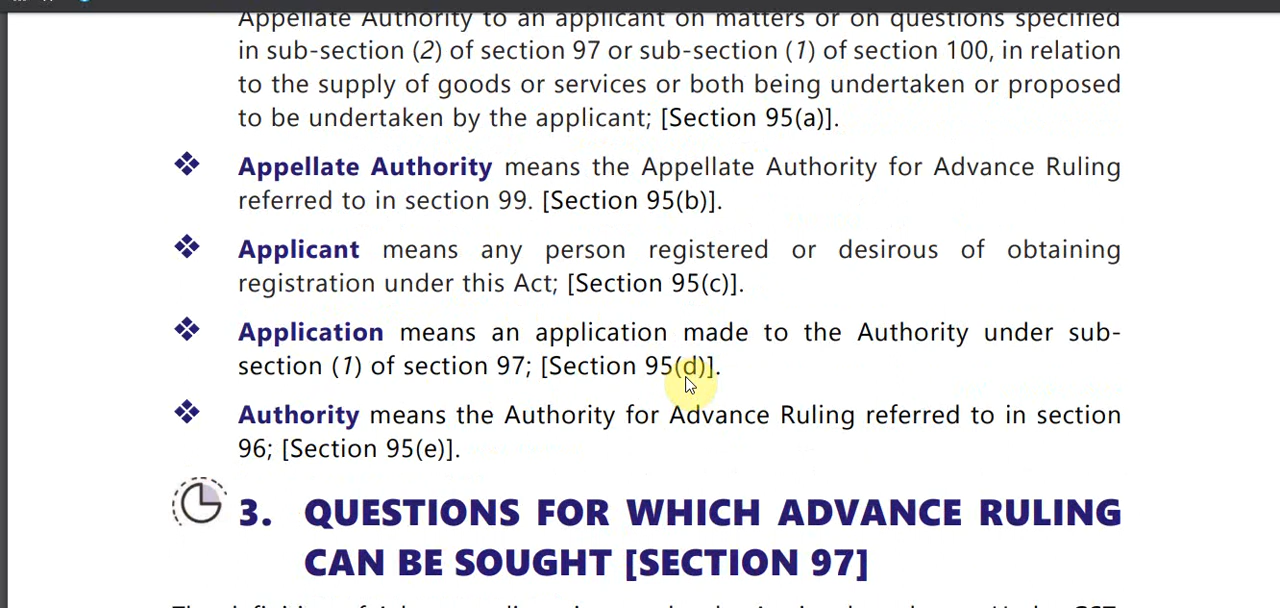 Appellate Authority to an applicant on matters or on questions specified
in sub-section (2) of section 97 or sub-section (1) of section 100, in relation
to the supply of goods or services or both being undertaken or proposed
to be undertaken by the applicant; [Section 95(a)].
❖ Appellate Authority means the Appellate Authority for Advance Ruling
referred to in section 99. [Section 95(b)].
❖ Applicant means any person registered or desirous of obtaining
registration under this Act; [Section 95(c)].
❖ Application means an application made to the Authority under sub-
section (1) of section 97; [Section 95(d)].
❖ Authority means the Authority for Advance Ruling referred to in section
96; [Section 95(e)].
3. QUESTIONS FOR WHICH ADVANCE RULING
CAN BE SOUGHT [SECTION 97]